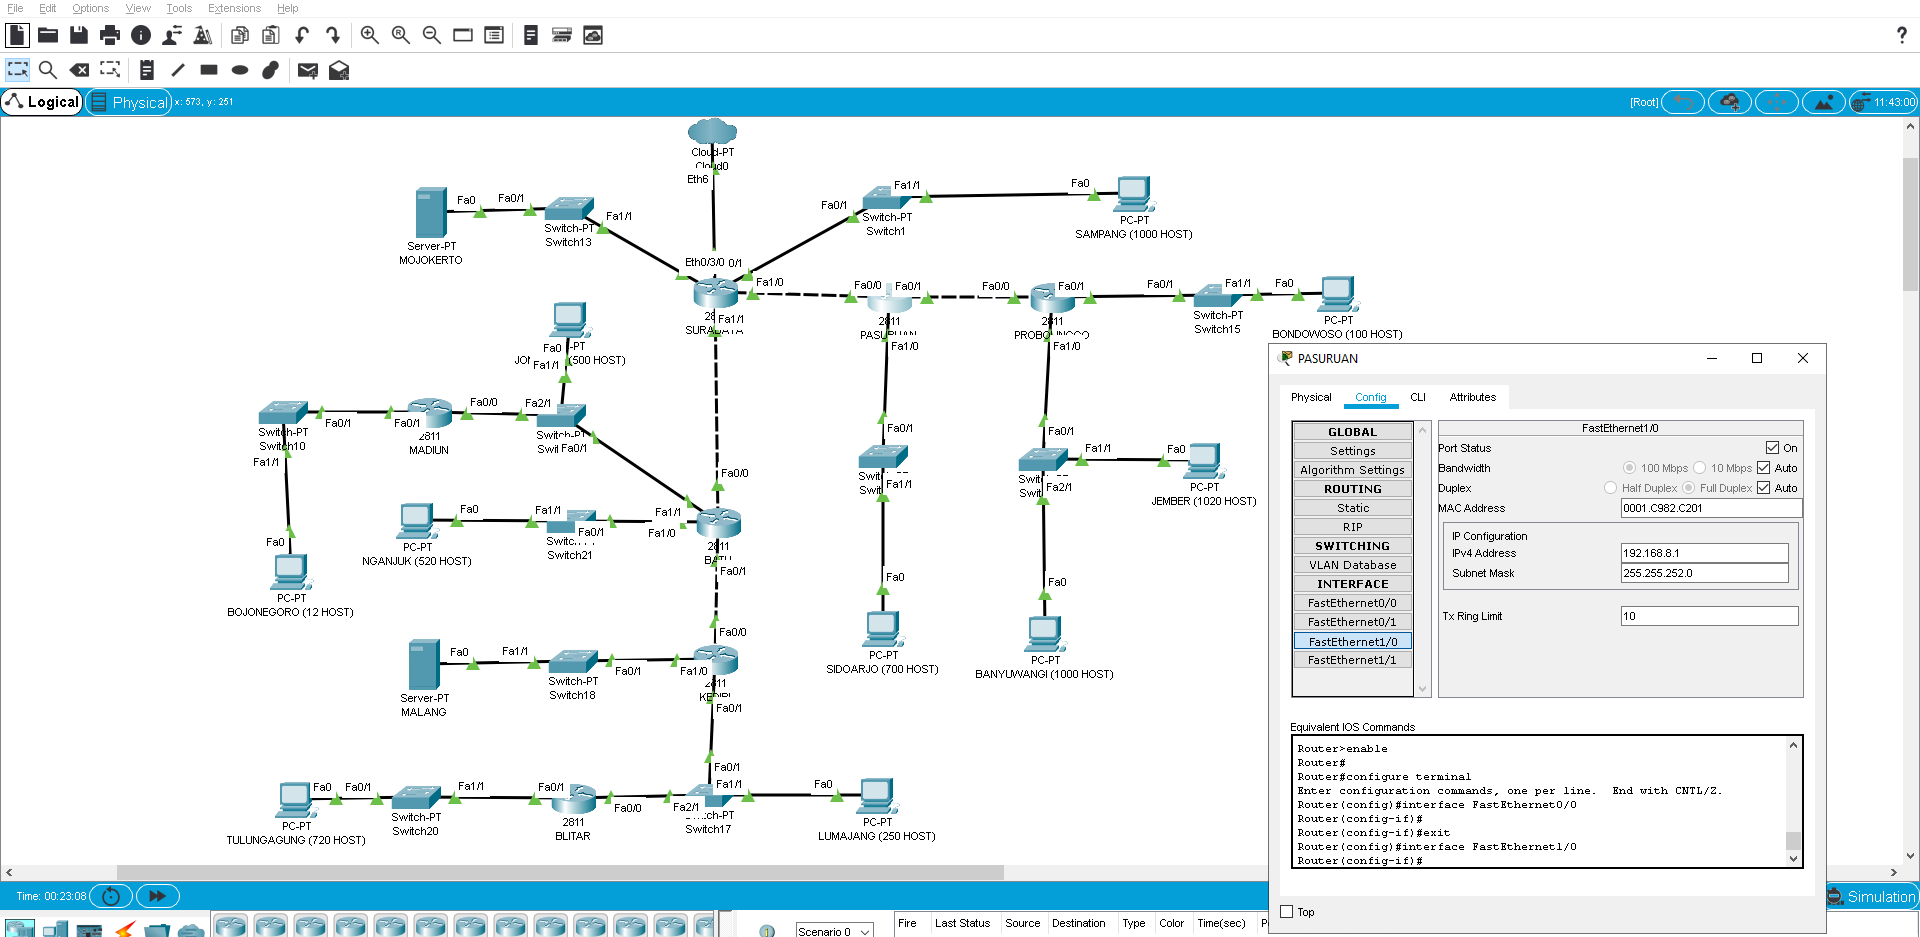 File Edit Options View Tools Extensions Help
?
Logical
Physical
x: 573, y: 251
[Root]
11:43:00
Cloud-PT
Cloud0
Eth6
Fa0
Fa0/1
Fa1/1
Server-PT
MOJOKERTO
Switch-PT
Switch13
Fa0/1
Fa1/1
Fa0
Switch-PT
Switch1
PC-PT
SAMPANG (1000 HOST)
Eth0/3/0
0/1
Fa1/0
Fa1/1
Fa0/0
Fa0/1
2811
Fa1/0
Fa0/0
Fa0/1
2811
Fa1/0
Fa0/1
Fa1/1
Fa0
Switch-PT
Switch15
PC-PT
BONDOWOSO (100 HOST)
Fa0
-PT
(500 HOST)
Fa1/1
Fa0/1
Fa0/1
Fa0/0
Fa2/1
Switch-PT
Switch10
Fa1/1
2811
MADIUN
Fa0/1
Fa0/0
Fa0/1
Fa1/1
Fa0/1
Fa1/1
Fa2/1
Fa0
PC-PT
JEMBER (1020 HOST)
Fa0
Fa1/1
Fa0/1
Fa1/1
Fa1/0
PC-PT
NGANJUK (520 HOST)
Switch21
2811
Fa0/1
Fa0
PC-PT
BOJONEGORO (12 HOST)
Fa0
PC-PT
SIDOARJO (700 HOST)
Fa0
PC-PT
BANYUWANGI (1000 HOST)
Fa0/0
Fa0
Fa1/1
Fa0/1
Fa1/0
Server-PT
MALANG
Switch-PT
Switch18
2811
Fa0/1
Fa0/1
Fa1/1
Fa0
Fa0
Fa0/1
Fa1/1
Fa0/1
Fa0/0
Fa2/1
PC-PT
TULUNGAGUNG (720 HOST)
Switch-PT
Switch20
2811
BLITAR
Switch17
PC-PT
LUMAJANG (250 HOST)
PASURUAN
Physical Config CLI Attributes
GLOBAL
Settings
Algorithm Settings
ROUTING
Static
RIP
SWITCHING
VLAN Database
INTERFACE
FastEthernet0/0
FastEthernet0/1
FastEthernet1/0
FastEthernet1/1
FastEthernet1/0
Port Status On
Bandwidth 100 Mbps 10 Mbps Auto
Duplex Half Duplex Full Duplex Auto
MAC Address 0001.C982.C201
IP Configuration
IPv4 Address 192.168.8.1
Subnet Mask 255.255.252.0
Tx Ring Limit 10
Equivalent IOS Commands
Router>enable
Router#
Router#configure terminal
Enter configuration commands, one per line. End with CNTL/Z.
Router(config)#interface FastEthernet0/0
Router(config-if)#
Router(config-if)#exit
Router(config)#interface FastEthernet1/0
Router(config-if)#
Top
Time: 00:23:08
Simulation
Scenario 0
Fire Last Status Source Destination Type Color Time(sec)